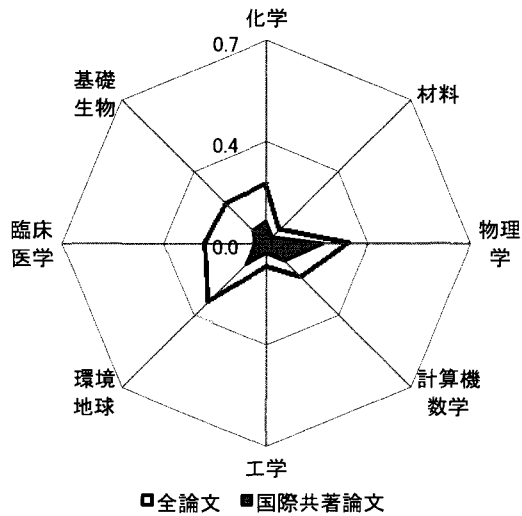 化学
0.7
基礎
生物
材料
0.4
臨床
医学
0.0
物理
学
環境
地球
計算機
数学
工学
全論文 国際共著論文